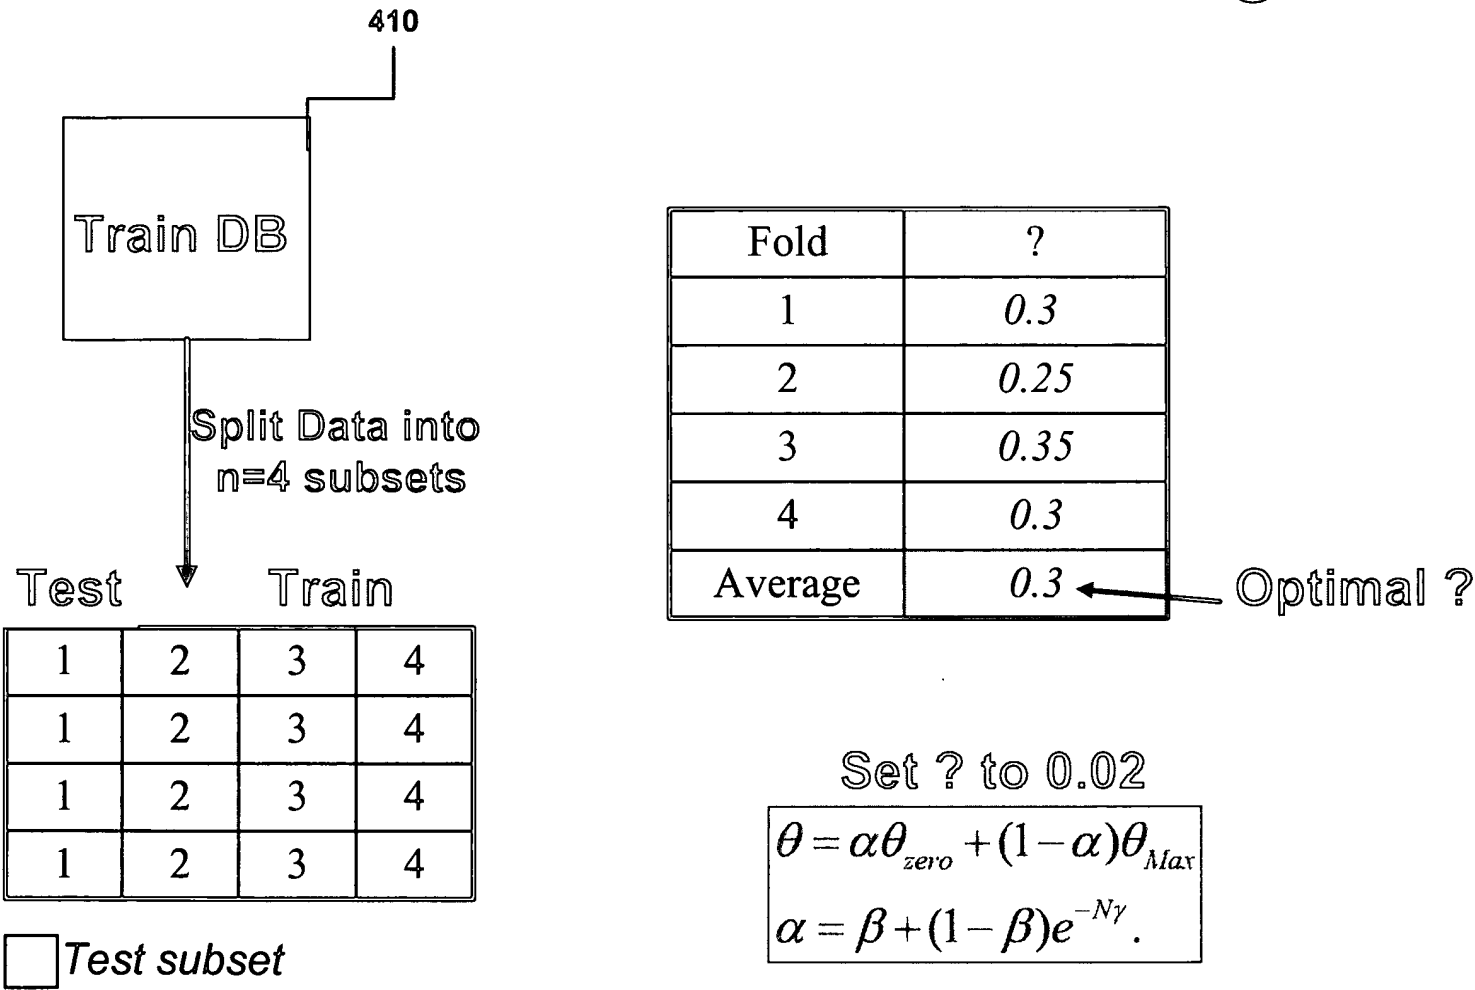 410
Train DB
Split Data into
n=4 subsets
Test Train
1 2 3 4
1 2 3 4
1 2 3 4
1 2 3 4
Test subset
Fold ?
1 0.3
2 0.25
3 0.35
4 0.3
Average 0.3
Optimal ?
Set ? to 0.02
θ = αθ_zero + (1−α)θ_Max
α = β + (1−β)e^{−Nγ}.